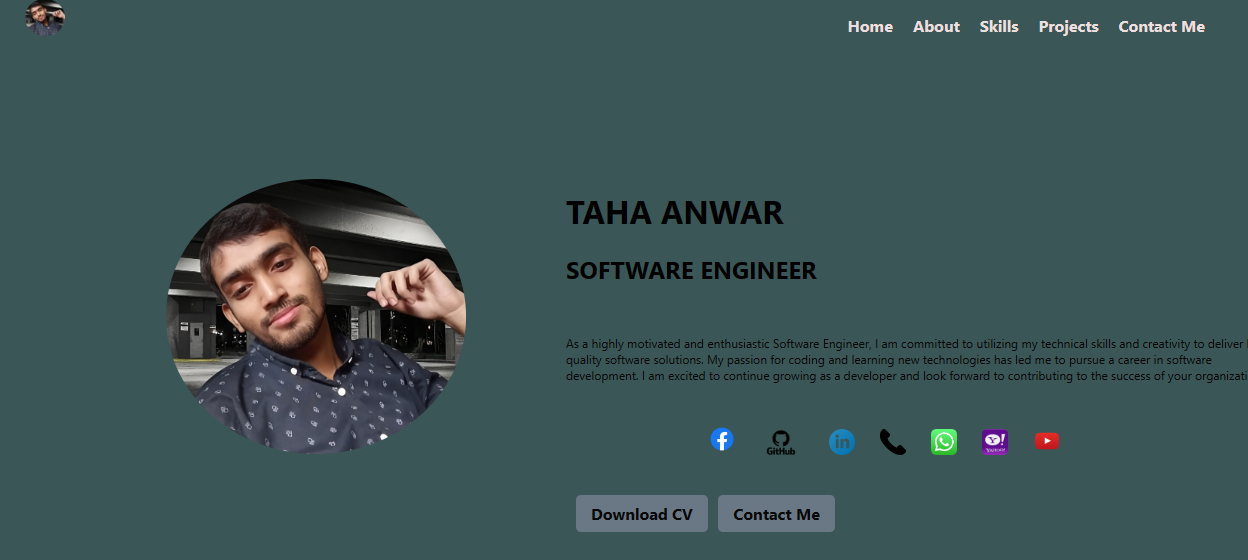 Home About Skills Projects Contact Me
TAHA ANWAR
SOFTWARE ENGINEER
As a highly motivated and enthusiastic Software Engineer, I am committed to utilizing my technical skills and creativity to deliver
quality software solutions. My passion for coding and learning new technologies has led me to pursue a career in software
development. I am excited to continue growing as a developer and look forward to contributing to the success of your
GitHub
in
YAHOO!
Download CV Contact Me